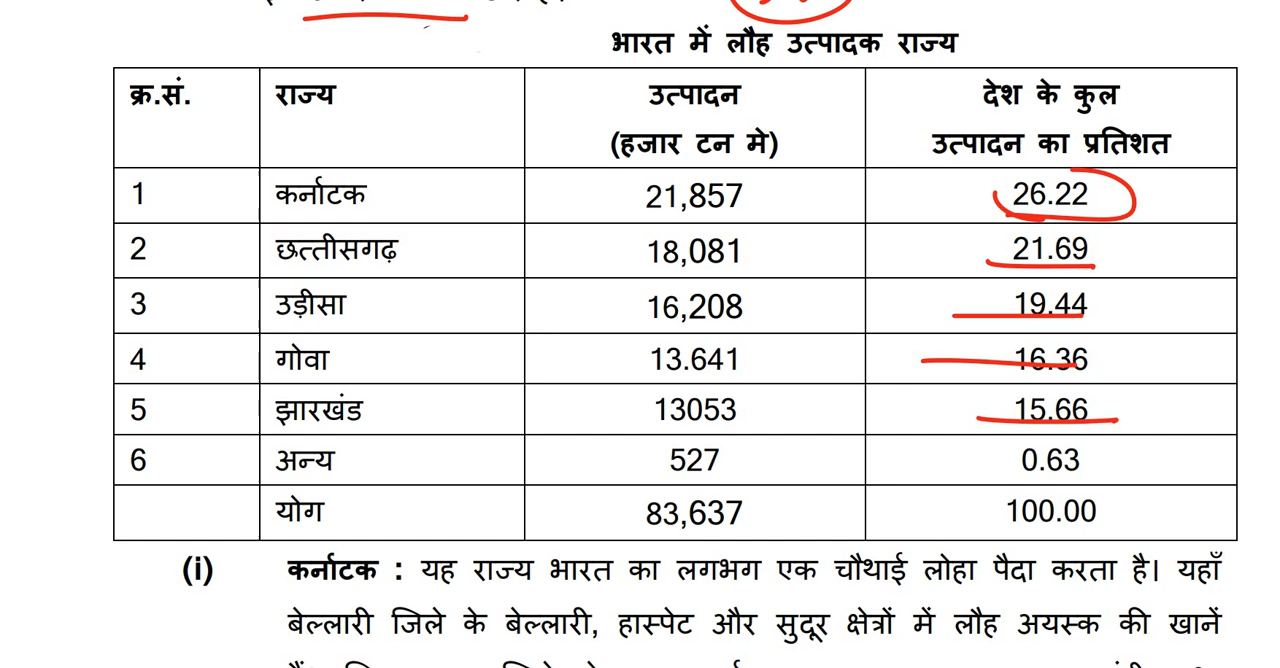 भारत में लौह उत्पादक राज्य
क्र.सं. राज्य उत्पादन (हजार टन मे) देश के कुल उत्पादन का प्रतिशत
1 कर्नाटक 21,857 26.22
2 छत्तीसगढ़ 18,081 21.69
3 उड़ीसा 16,208 19.44
4 गोवा 13.641 16.36
5 झारखंड 13053 15.66
6 अन्य 527 0.63
योग 83,637 100.00
(i) कर्नाटक : यह राज्य भारत का लगभग एक चौथाई लोहा पैदा करता है। यहाँ
बेल्लारी जिले के बेल्लारी, हास्पेट और सुदूर क्षेत्रों में लौह अयस्क की खानें